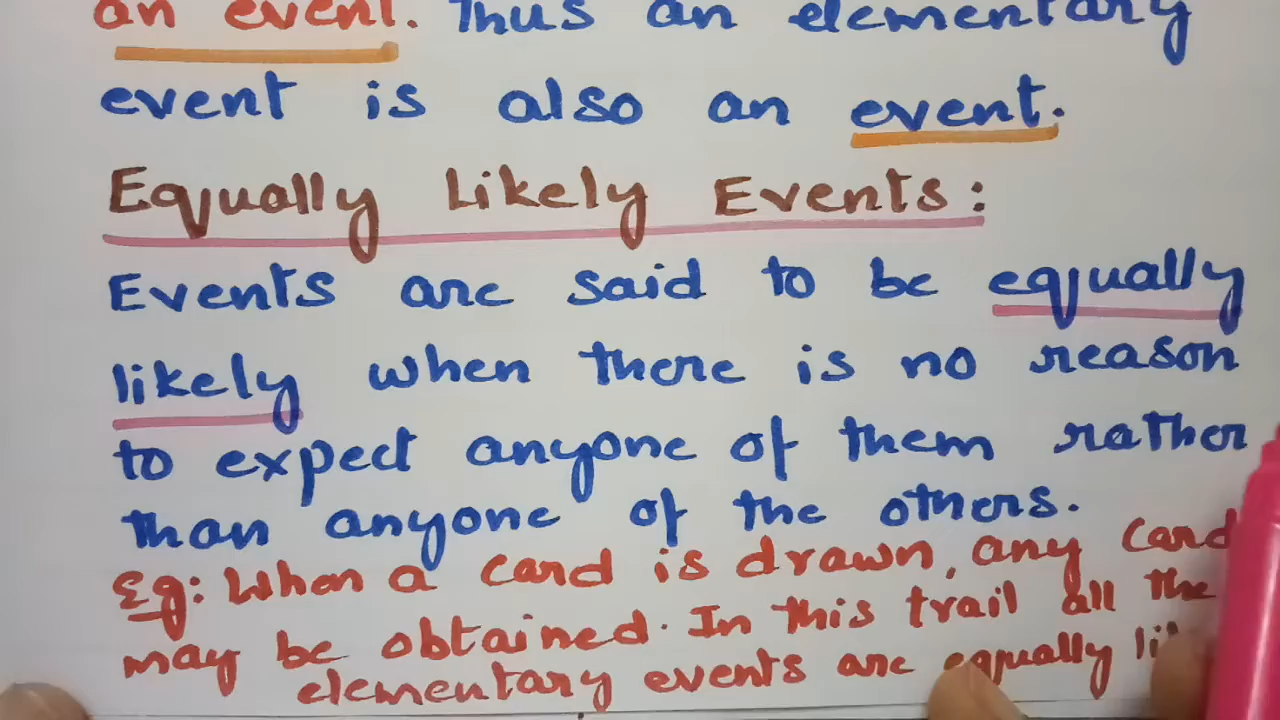 an event. Thus an elementary
event is also an event.
Equally Likely Events:
Events are said to be equally
likely when there is no reason
to expect anyone of them rather
than anyone of the others.
Eg: When a card is drawn, any card
may be obtained. In this trail all the
elementary events are equally